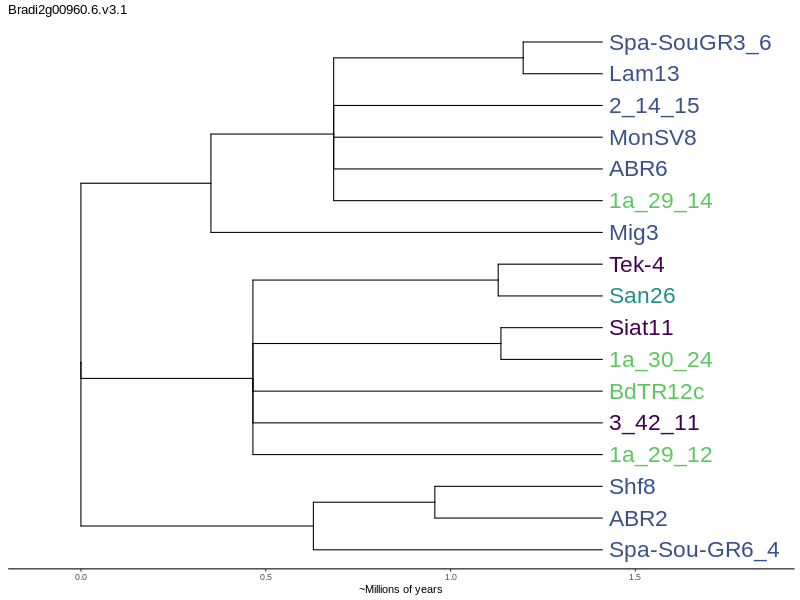 Bradi2g00960.6.v3.1
Spa-SouGR3_6
Lam13
2_14_15
MonSV8
ABR6
1a_29_14
Mig3
Tek-4
San26
Siat11
1a_30_24
BdTR12c
3_42_11
1a_29_12
Shf8
ABR2
Spa-Sou-GR6_4
0.0 0.5 1.0 1.5
~Millions of years